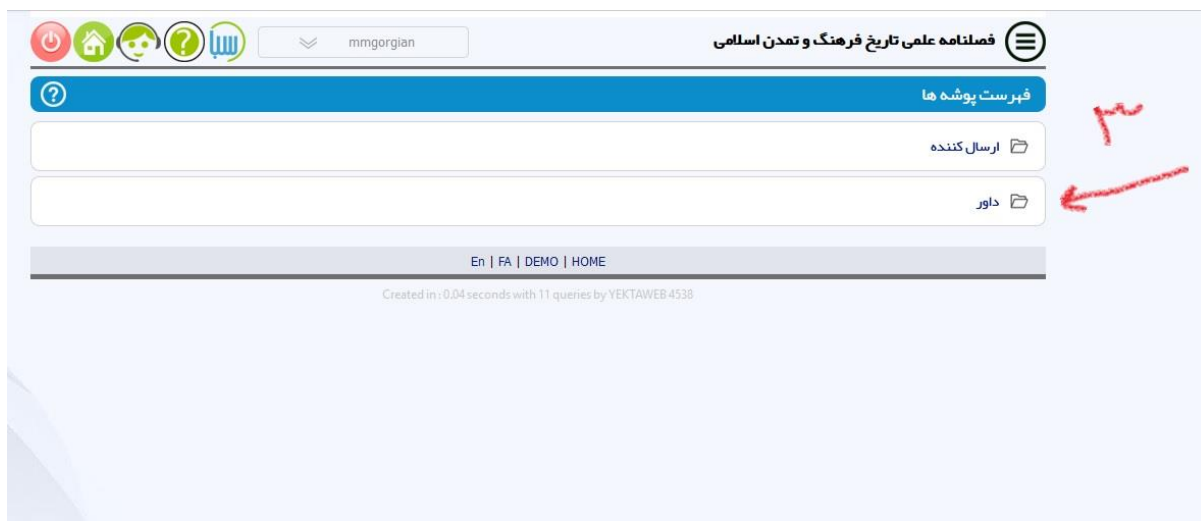 فصلنامه علمی تاریخ فرهنگ و تمدن اسلامی
mmgorgian
سیبا
فهرست پوشه ها
۳
ارسال کننده
داور
En | FA | DEMO | HOME
Created in : 0.04 seconds with 11 queries by YEKTAWEB 4538